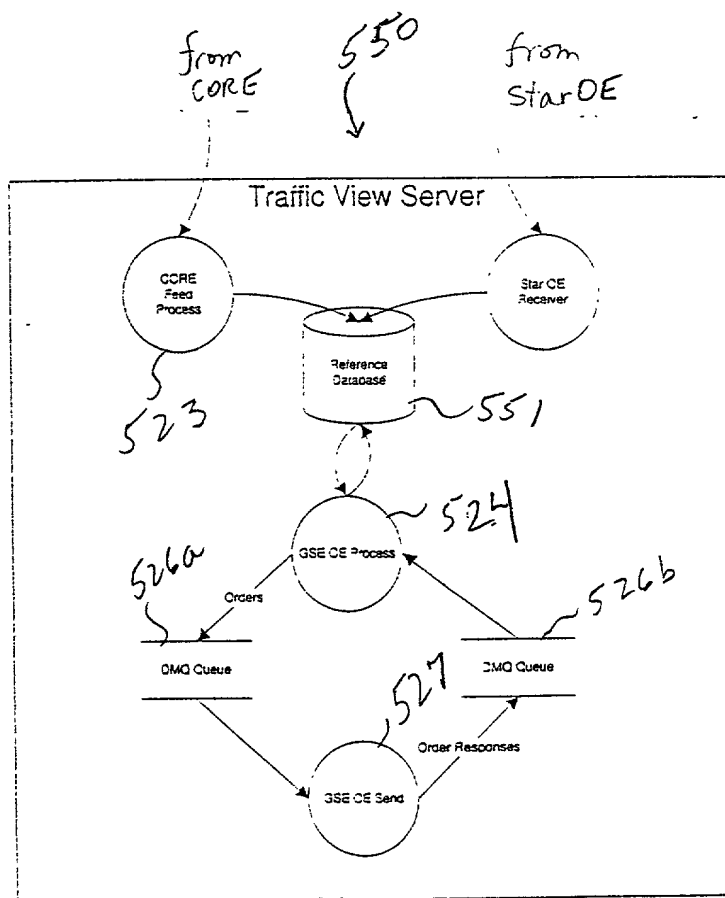 from
CORE
550
from
StarOE
Traffic View Server
CORE
Feed
Process
Star OE
Receiver
Reference
Database
523
551
524
GSE OE Process
526a
Orders
526b
DMQ Queue
DMQ Queue
527
Order Responses
GSE OE Send